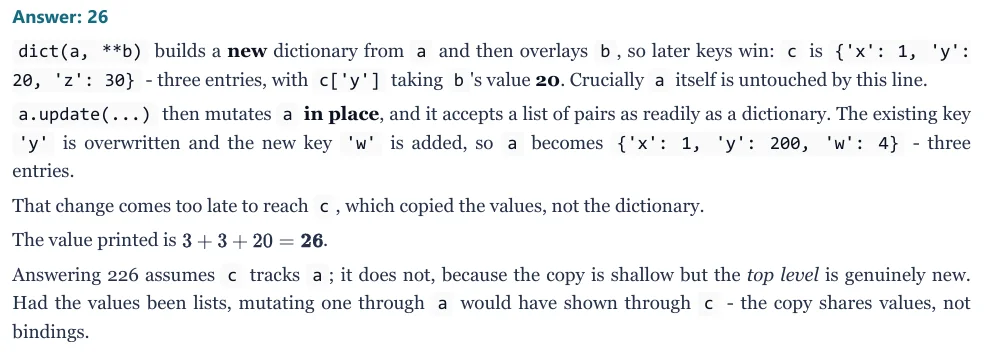 Answer: 26
dict(a, **b) builds a new dictionary from a and then overlays b , so later keys win: c is {'x': 1, 'y':
20, 'z': 30} - three entries, with c['y'] taking b 's value 20. Crucially a itself is untouched by this line.
a.update(...) then mutates a in place, and it accepts a list of pairs as readily as a dictionary. The existing key
'y' is overwritten and the new key 'w' is added, so a becomes {'x': 1, 'y': 200, 'w': 4} - three
entries.
That change comes too late to reach c , which copied the values, not the dictionary.
The value printed is 3 + 3 + 20 = 26.
Answering 226 assumes c tracks a ; it does not, because the copy is shallow but the top level is genuinely new.
Had the values been lists, mutating one through a would have shown through c - the copy shares values, not
bindings.